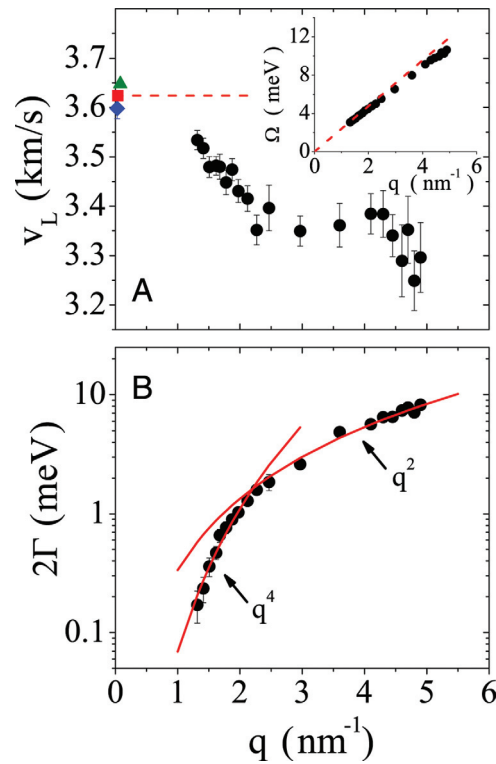 3.8
3.7
3.6
3.5
3.4
3.3
3.2
v_L (km/s)
A
12
8
4
0
Ω (meV)
0 2 4
q (nm⁻¹)
10
1
0.1
2Γ (meV)
B
q²
q⁴
0 1 2 3 4 5 6
q (nm⁻¹)